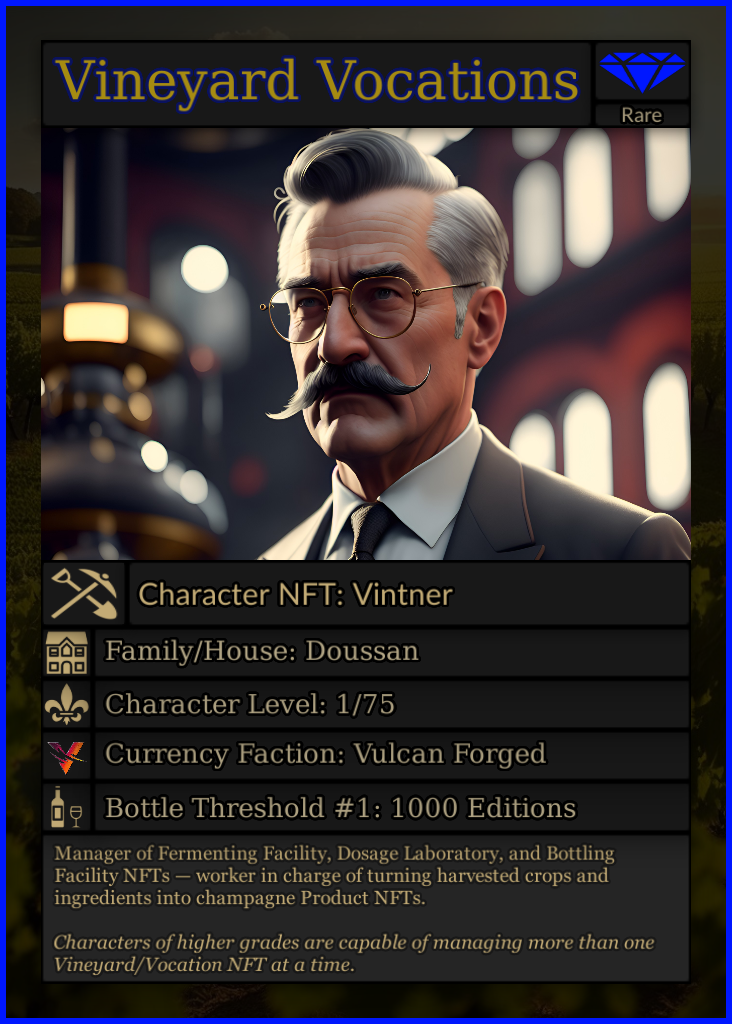 Vineyard Vocations
Rare
Character NFT: Vintner
Family/House: Doussan
Character Level: 1/75
Currency Faction: Vulcan Forged
Bottle Threshold #1: 1000 Editions
Manager of Fermenting Facility, Dosage Laboratory, and Bottling
Facility NFTs — worker in charge of turning harvested crops and
ingredients into champagne Product NFTs.
Characters of higher grades are capable of managing more than one
Vineyard/Vocation NFT at a time.